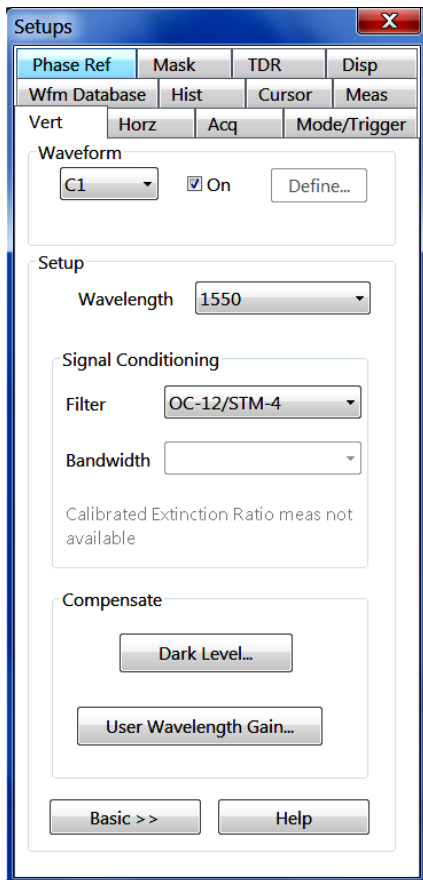 Setups
X
Phase Ref Mask TDR Disp
Wfm Database Hist Cursor Meas
Vert Horz Acq Mode/Trigger
Waveform
C1 On Define...
Setup
Wavelength 1550
Signal Conditioning
Filter OC-12/STM-4
Bandwidth
Calibrated Extinction Ratio meas not
available
Compensate
Dark Level...
User Wavelength Gain...
Basic >> Help